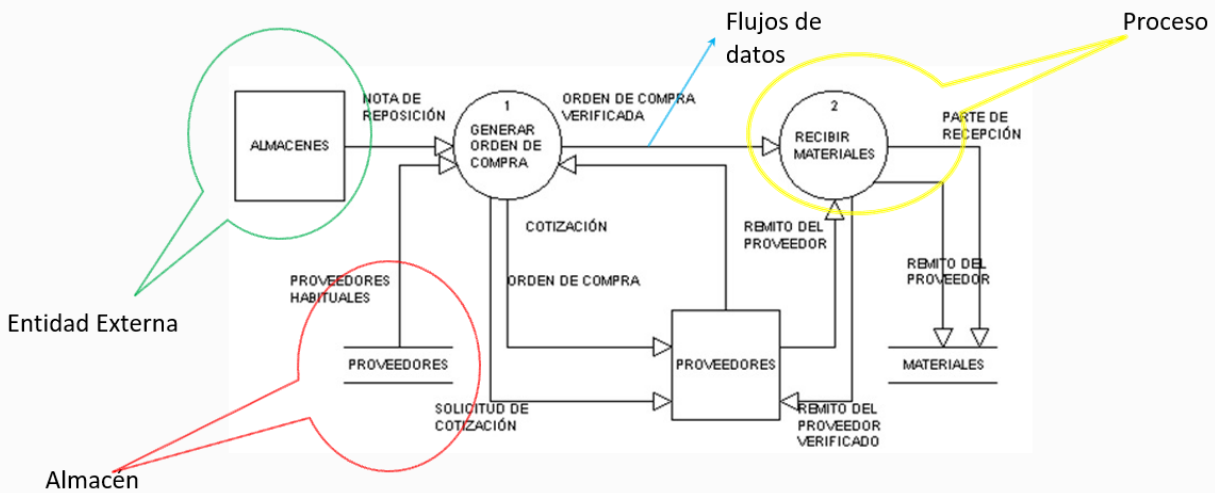 Flujos de
datos
Proceso
NOTA DE
REPOSICIÓN
1
GENERAR
ORDEN DE
COMPRA
ORDEN DE COMPRA
VERIFICADA
2
RECIBIR
MATERIALES
PARTE DE
RECEPCIÓN
ALMACENES
COTIZACIÓN
REMITO DEL
PROVEEDOR
PROVEEDORES
HABITUALES
ORDEN DE COMPRA
REMITO DEL
PROVEEDOR
Entidad Externa
PROVEEDORES
PROVEEDORES
MATERIALES
SOLICITUD DE
COTIZACIÓN
REMITO DEL
PROVEEDOR
VERIFICADO
Almacén